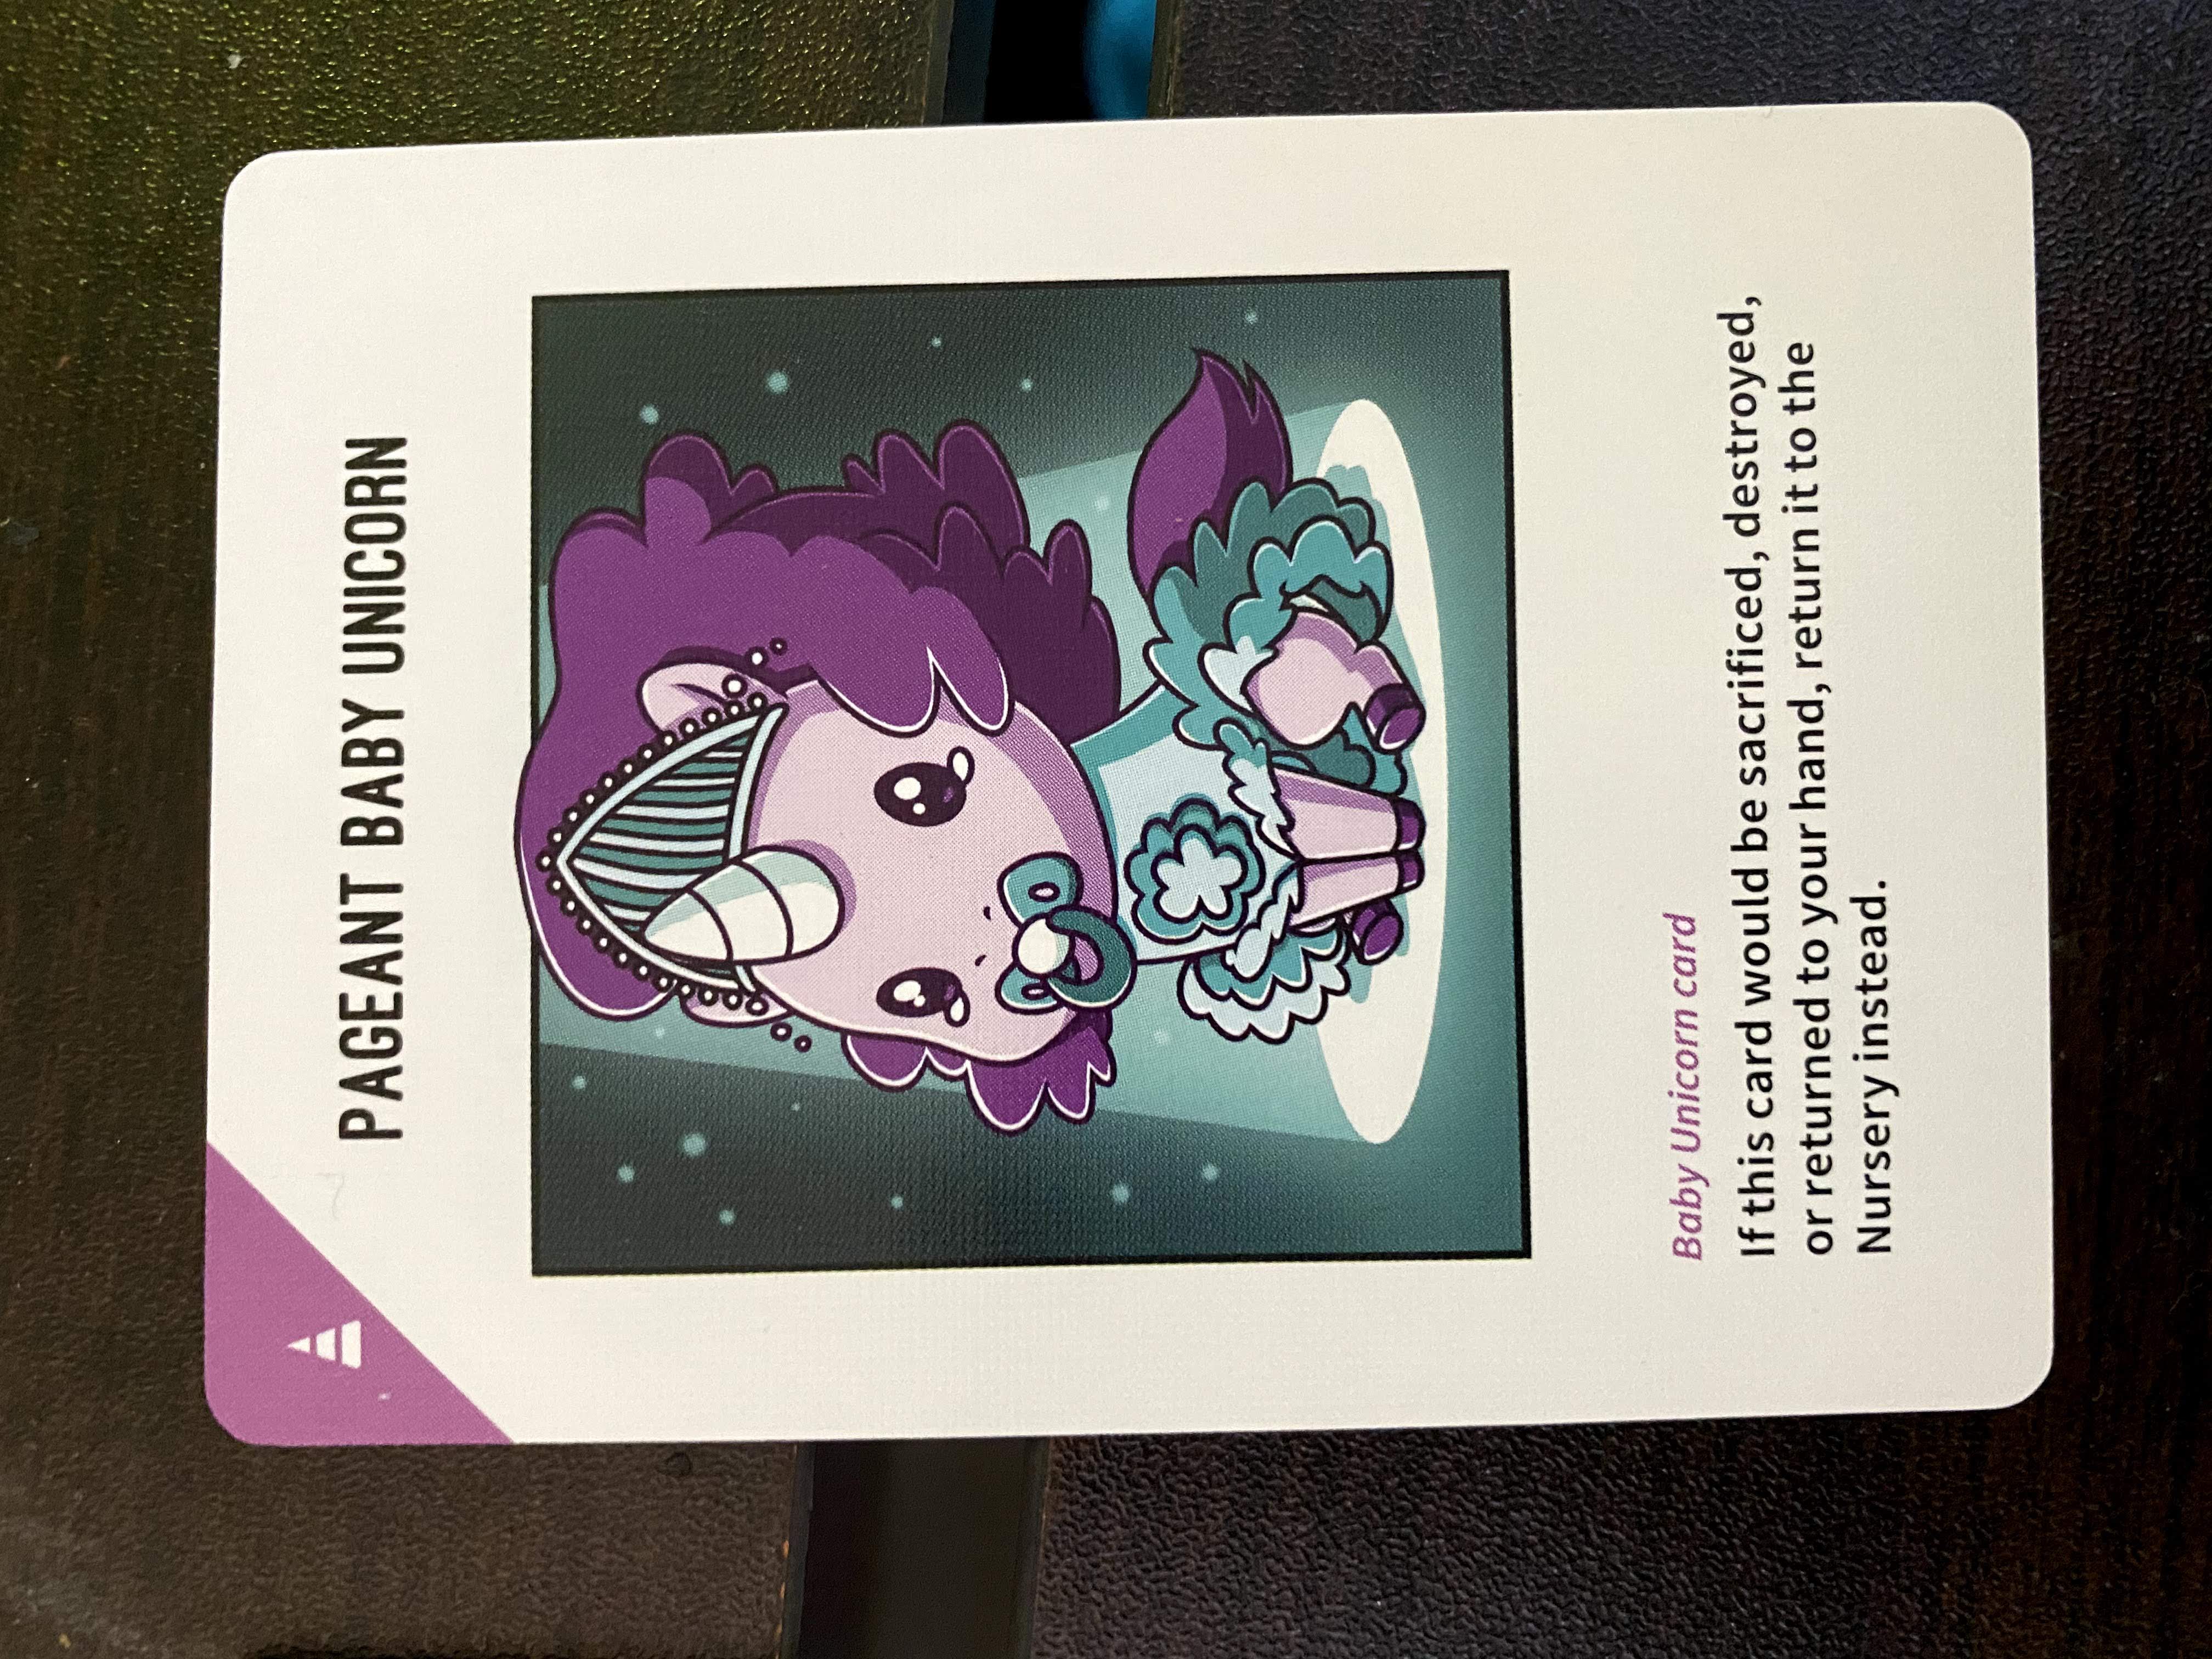 PAGEANT BABY UNICORN
Baby Unicorn card
If this card would be sacrificed, destroyed,
or returned to your hand, return it to the
Nursery instead.